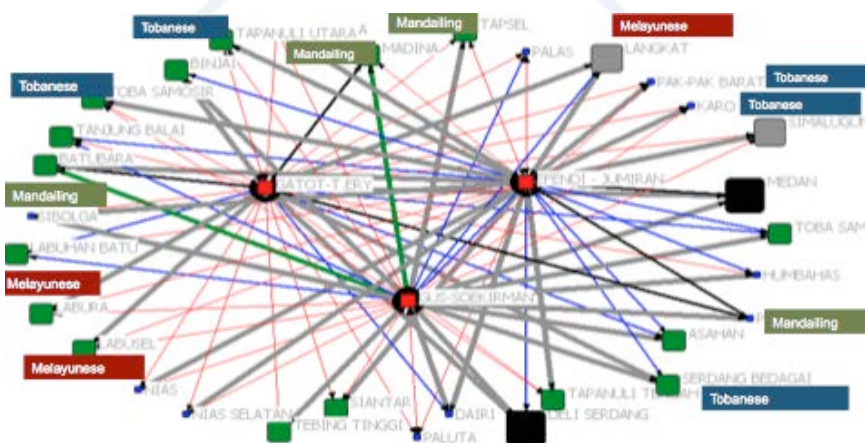 Tobanese
TAPANULI UTARA
Mandailing
TAPSEL
Melayunese
BINJAI
Mandailing
MADINA
PALAS
LANGKAT
Tobanese
PAK-PAK BARAT
Tobanese
Tobanese
TOBA SAMOSIR
KARO
SIMALUGUN
TANJUNG BALAI
BATUBARA
GATOT-T.ERY
FENDI - JUMIRAN
MEDAN
Mandailing
SIBOLGA
TOBA SAM
LABUHAN BATU
HUMBAHAS
Melayunese
GUS-SOEKIRMAN
LABURA
Mandailing
ASAHAN
LABUSEL
Melayunese
SERDANG BEDAGAI
NIAS
TAPANULI TENGAH
Tobanese
NIAS SELATAN
SIANTAR
DAIRI
DELI SERDANG
TEBING TINGGI
PALUTA